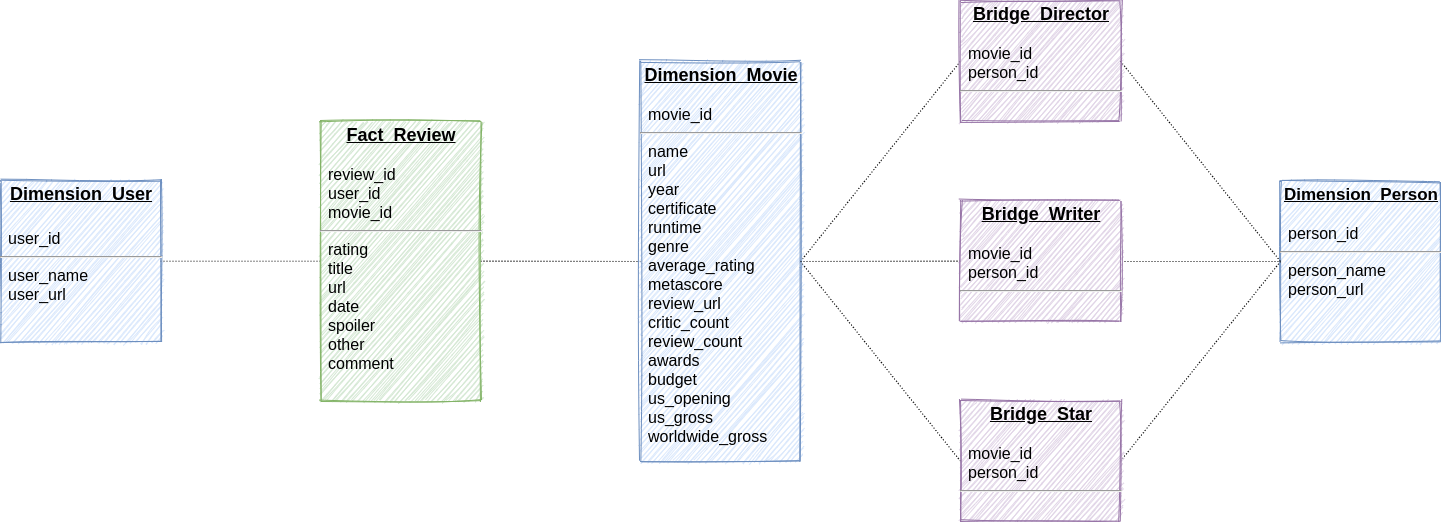 Dimension_User
user_id
user_name
user_url
Fact_Review
review_id
user_id
movie_id
rating
title
url
date
spoiler
other
comment
Dimension_Movie
movie_id
name
url
year
certificate
runtime
genre
average_rating
metascore
review_url
critic_count
review_count
awards
budget
us_opening
us_gross
worldwide_gross
Bridge_Director
movie_id
person_id
Bridge_Writer
movie_id
person_id
Bridge_Star
movie_id
person_id
Dimension_Person
person_id
person_name
person_url